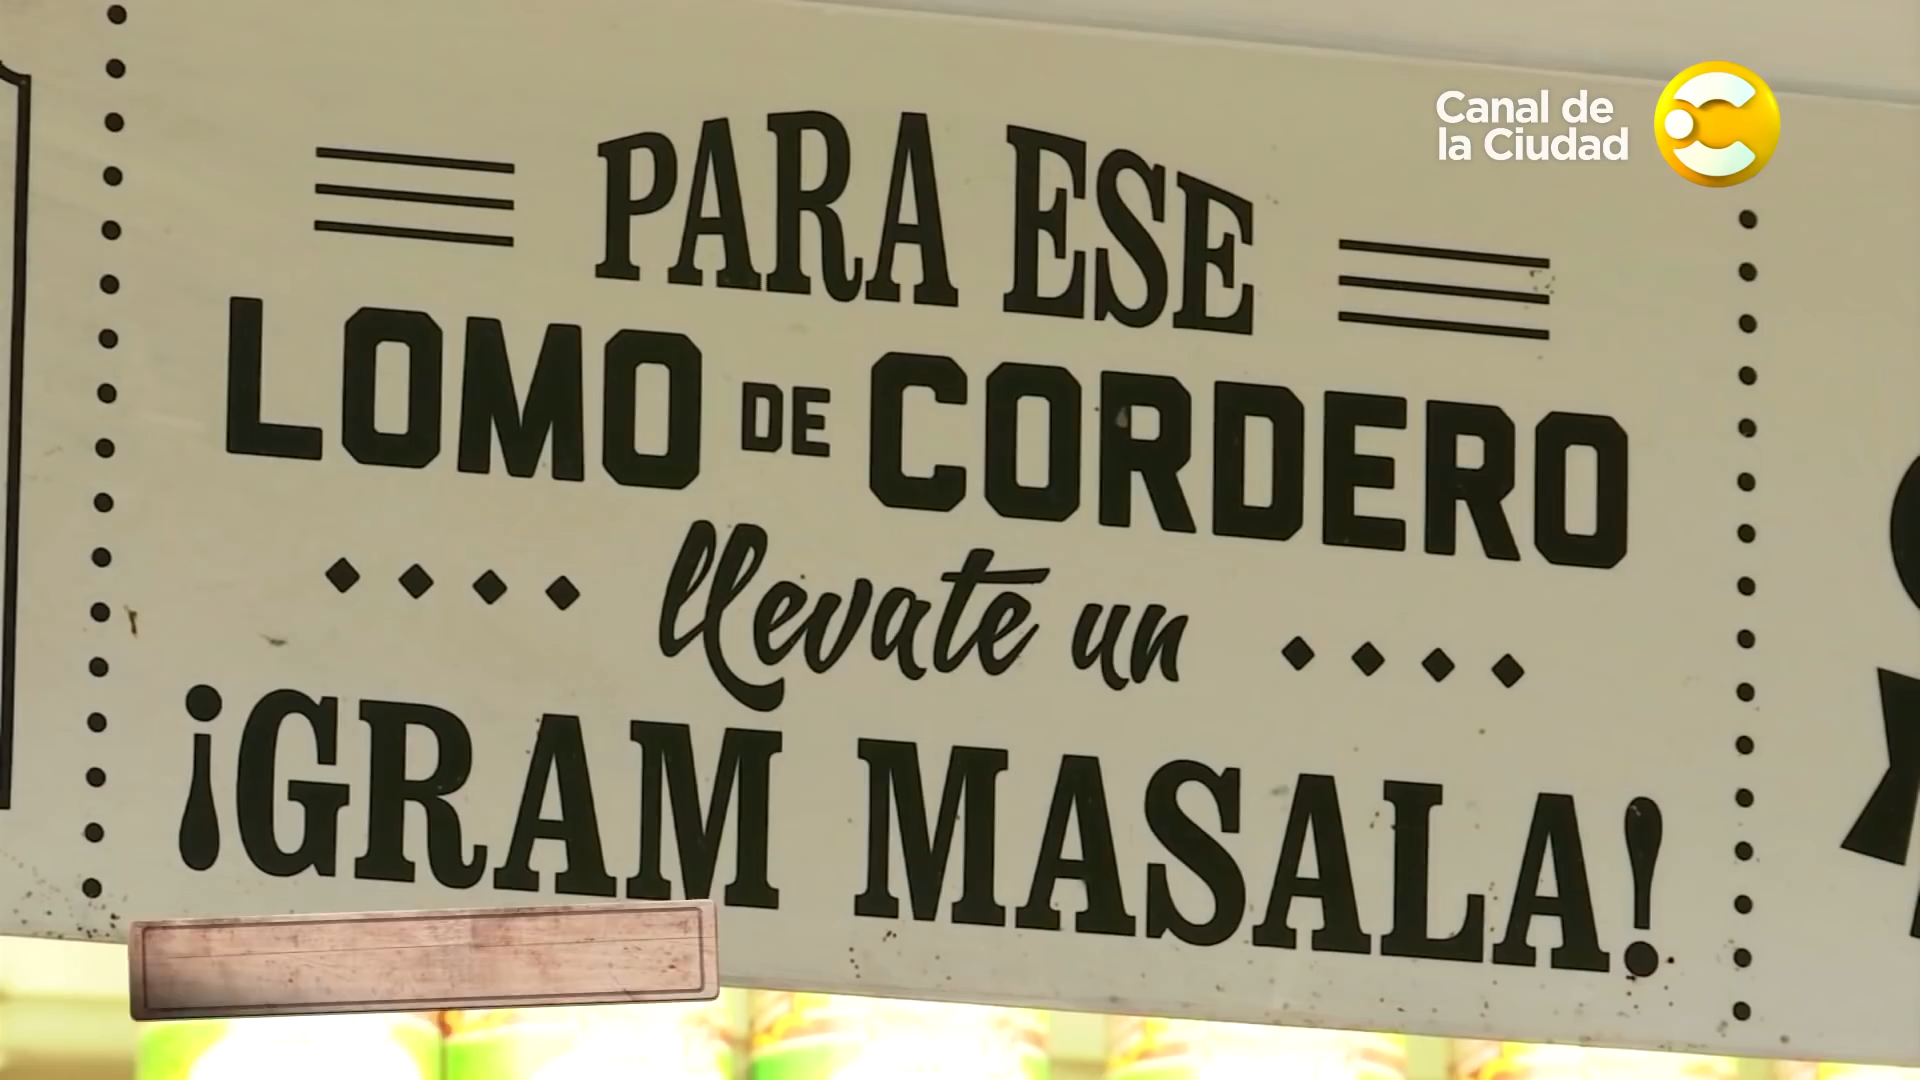 Canal de
la Ciudad
PARA ESE
LOMO DE CORDERO
llevate un
¡GRAM MASALA!